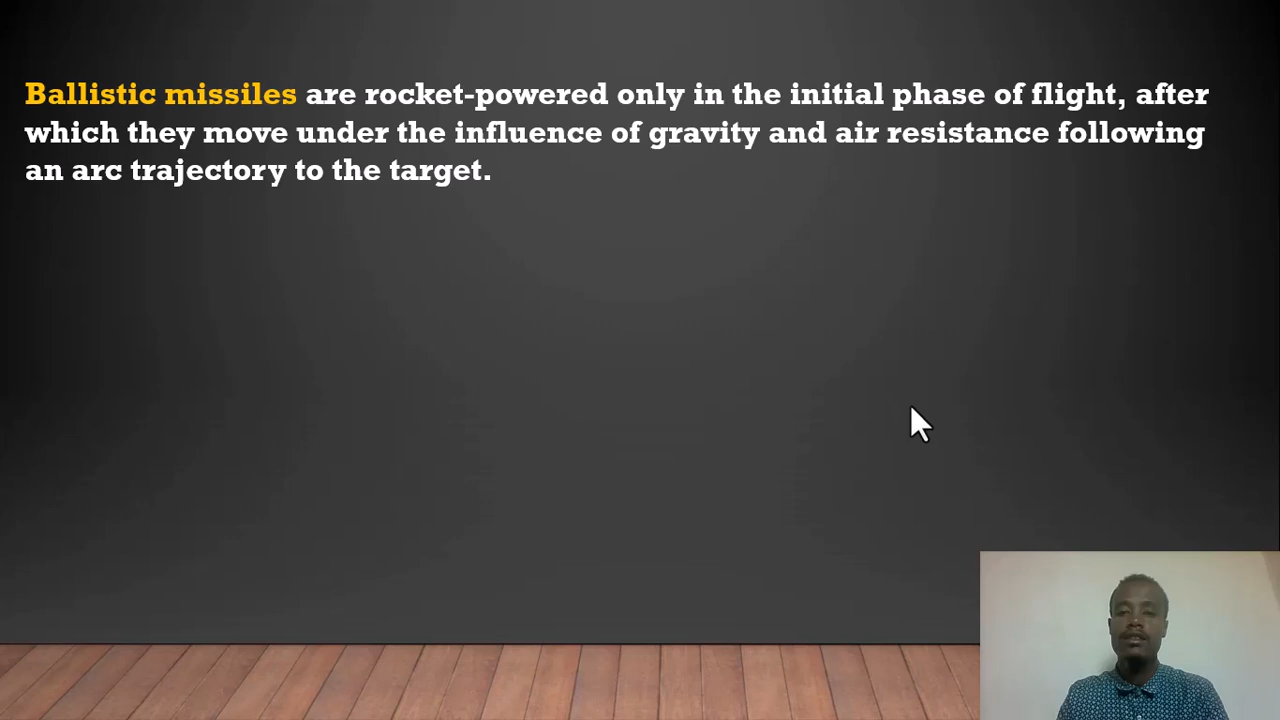 Ballistic missiles are rocket-powered only in the initial phase of flight, after
which they move under the influence of gravity and air resistance following
an arc trajectory to the target.